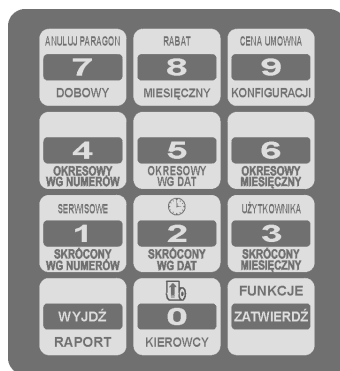 ANULUJ PARAGON RABAT CENA UMOWNA
7 8 9
DOBOWY MIESIĘCZNY KONFIGURACJI
4 5 6
OKRESOWY OKRESOWY OKRESOWY
WG NUMERÓW WG DAT MIESIĘCZNY
SERWISOWE UŻYTKOWNIKA
1 2 3
SKRÓCONY SKRÓCONY SKRÓCONY
WG NUMERÓW WG DAT MIESIĘCZNY
FUNKCJE
WYJDŹ 0 ZATWIERDŹ
RAPORT KIEROWCY